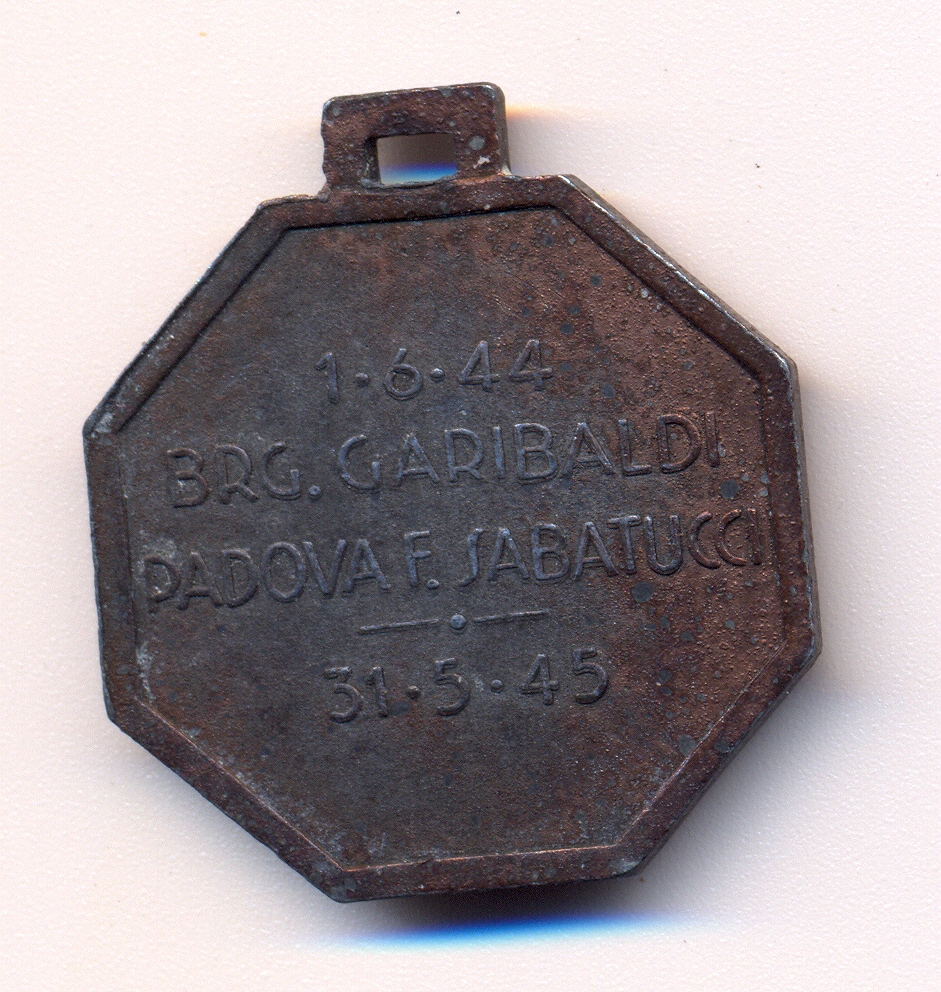 1·6·44
BRG. GARIBALDI
PADOVA F. SABATUCCI
31·5·45